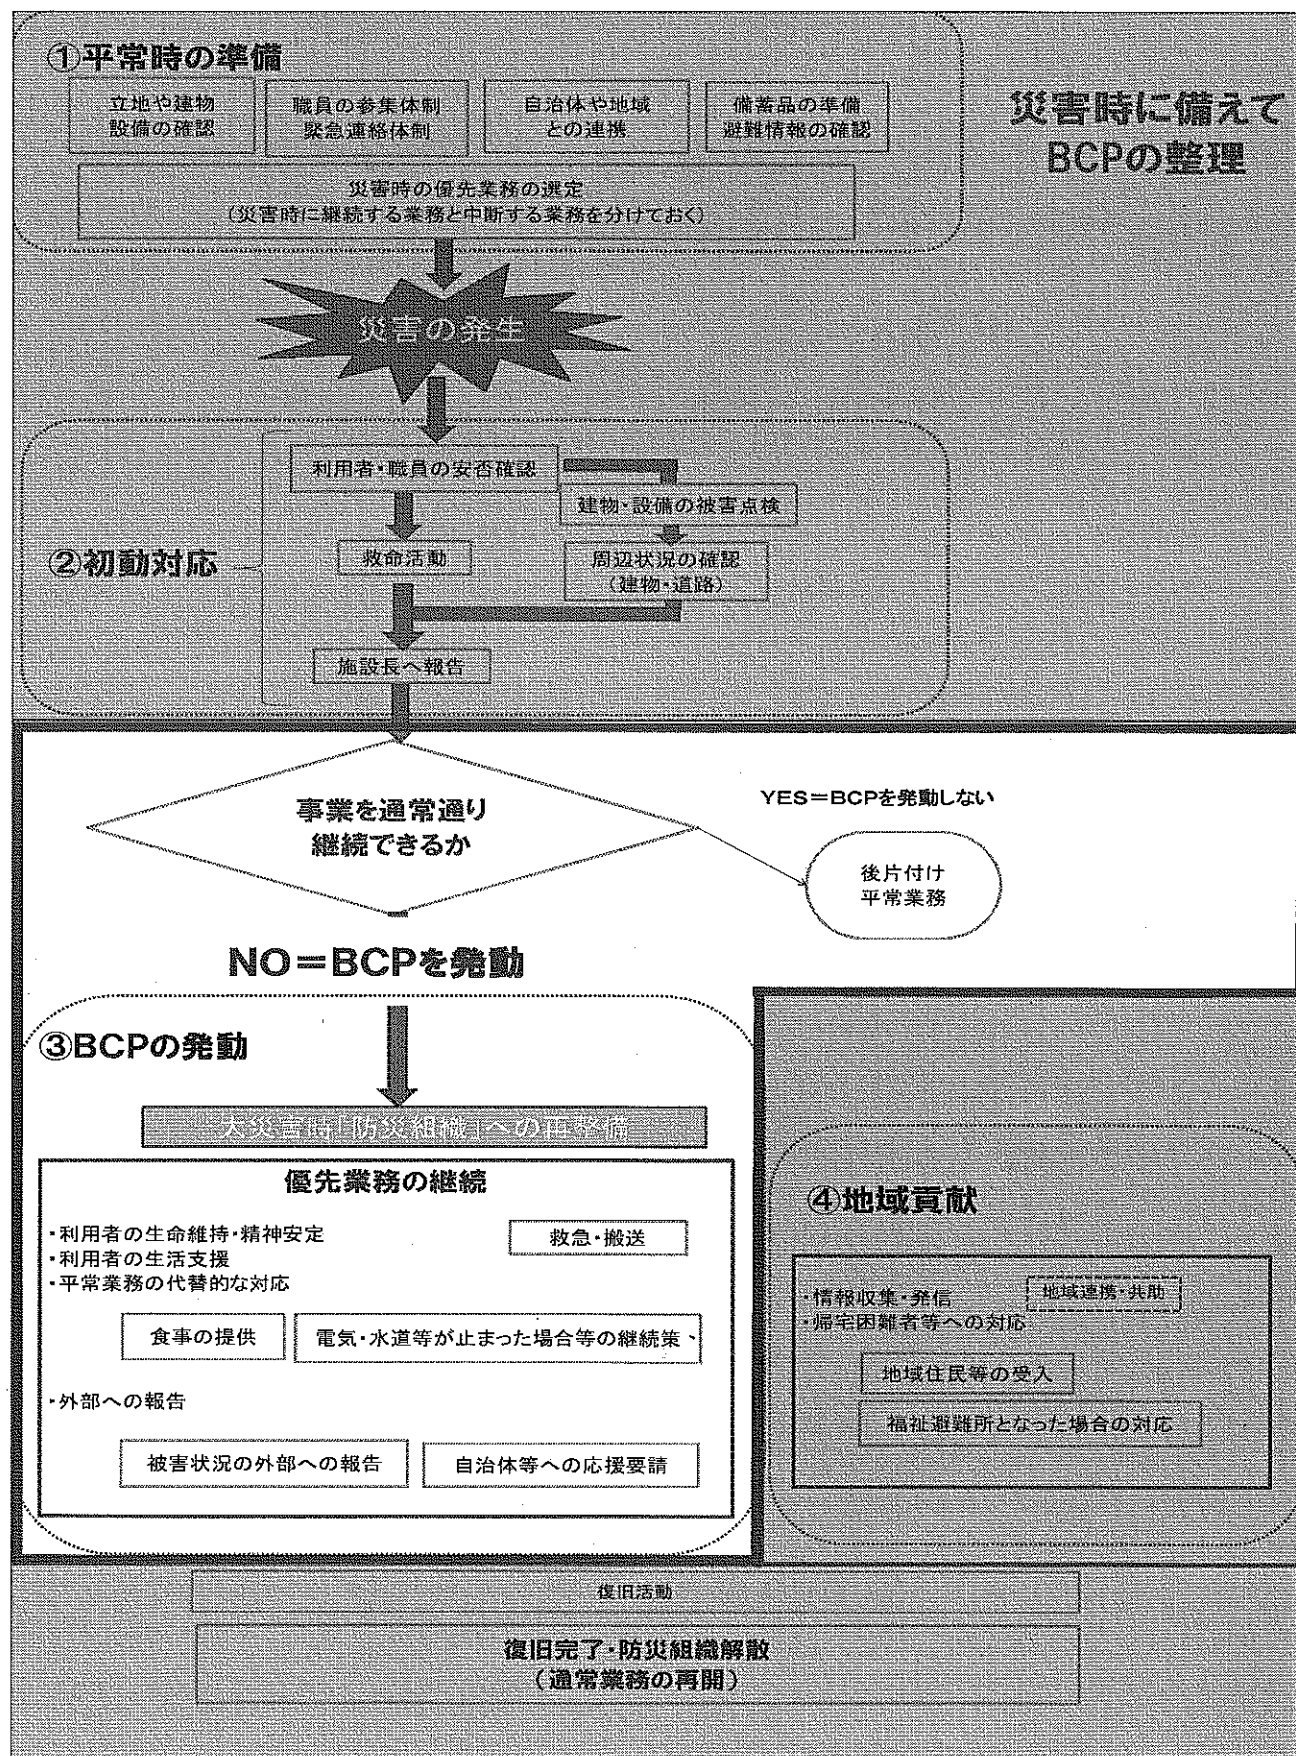 ①平常時の準備
立地や建物
設備の確認
職員の参集体制
緊急連絡体制
自治体や地域
との連携
備蓄品の準備
避難情報の確認
災害時に備えて
BCPの整理
災害時の優先業務の選定
(災害時に継続する業務と中断する業務を分けておく)
災害の発生
②初動対応
利用者・職員の安否確認
建物・設備の被害点検
救命活動
周辺状況の確認
(建物・道路)
施設長へ報告
事業を通常通り
継続できるか
YES=BCPを発動しない
後片付け
平常業務
NO=BCPを発動
③BCPの発動
大災害時「防災組織」への再整備
優先業務の継続
・利用者の生命維持・精神安定
・利用者の生活支援
・平常業務の代替的な対応
救急・搬送
食事の提供
電気・水道等が止まった場合等の継続策、
・外部への報告
被害状況の外部への報告
自治体等への応援要請
④地域貢献
・情報収集・発信
・帰宅困難者等への対応
地域連携・共助
地域住民等の受入
福祉避難所となった場合の対応
復旧活動
復旧完了・防災組織解散
(通常業務の再開)